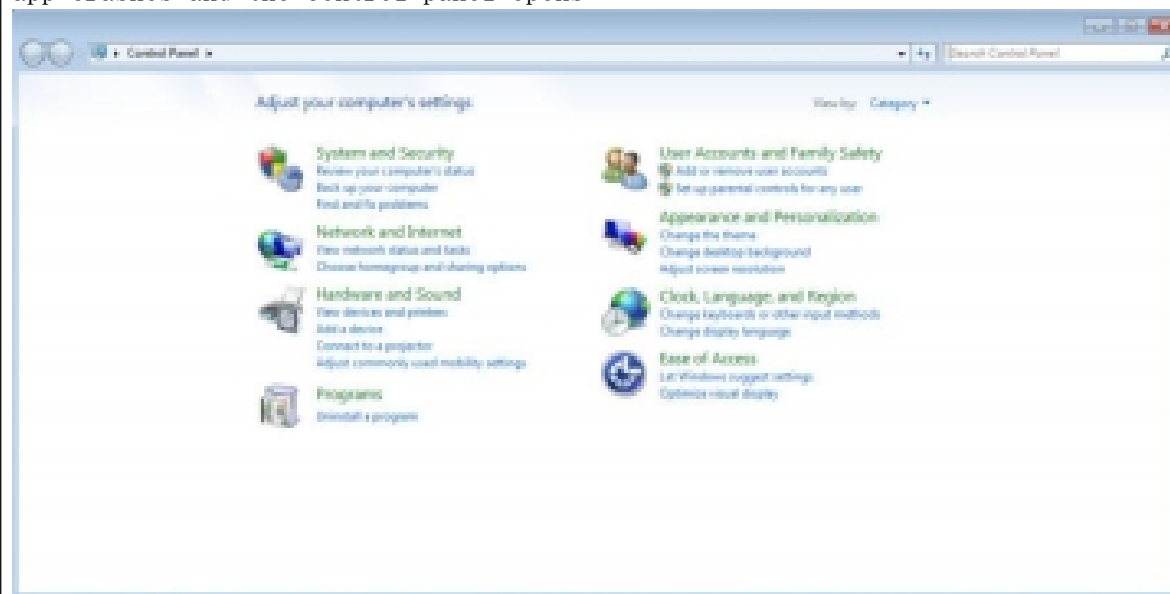 app crashes and the control panel opens
Control Panel
Search Control Panel
Adjust your computer's settings
View by: Category
System and Security
Review your computer's status
Back up your computer
Find and fix problems
Network and Internet
View network status and tasks
Choose homegroup and sharing options
Hardware and Sound
View devices and printers
Add a device
Connect to a projector
Adjust commonly used mobility settings
Programs
Uninstall a program
User Accounts and Family Safety
Add or remove user accounts
Set up parental controls for any user
Appearance and Personalization
Change the theme
Change desktop background
Adjust screen resolution
Clock, Language, and Region
Change keyboards or other input methods
Change display language
Ease of Access
Let Windows suggest settings
Optimize visual display